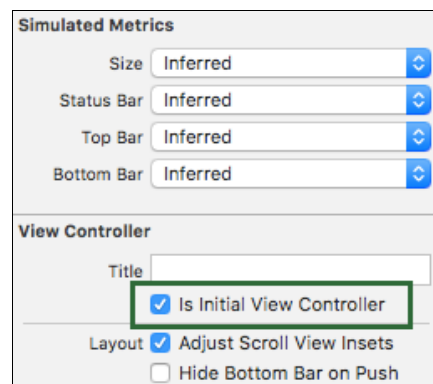 Simulated Metrics
Size Inferred
Status Bar Inferred
Top Bar Inferred
Bottom Bar Inferred
View Controller
Title
Is Initial View Controller
Layout Adjust Scroll View Insets
Hide Bottom Bar on Push